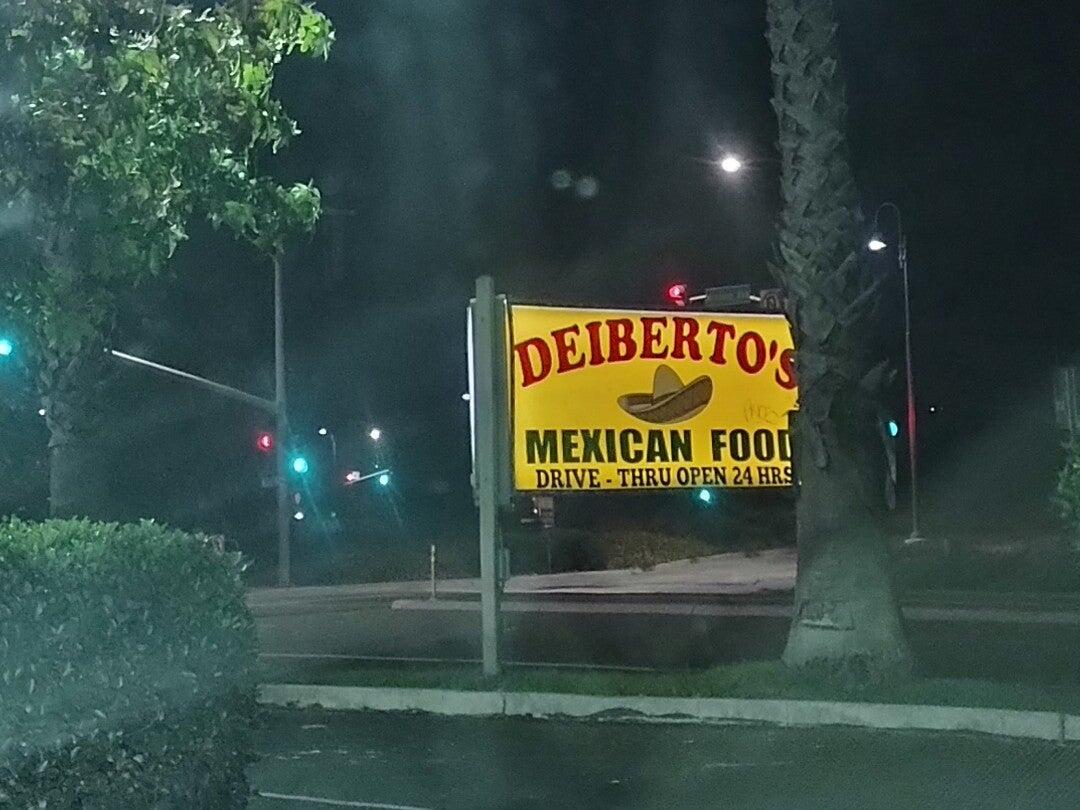 DEIBERTO'S
MEXICAN FOOD
DRIVE - THRU OPEN 24 HRS